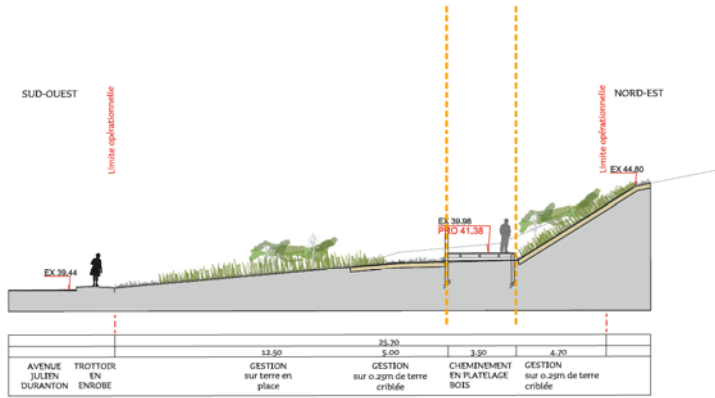 SUD-OUEST
NORD-EST
Limite opérationnelle
Limite opérationnelle
EX 44.80
EX 39.98
PRO 41.38
EX 39.44
25.70
12.50 5.00 3.50 4.70
AVENUE JULIEN DURANTON
TROTTOIR EN ENROBE
GESTION
sur terre en
place
GESTION
sur 0.25m de terre
criblée
CHEMINEMENT
EN PLATELAGE
BOIS
GESTION
sur 0.25m de terre
criblée